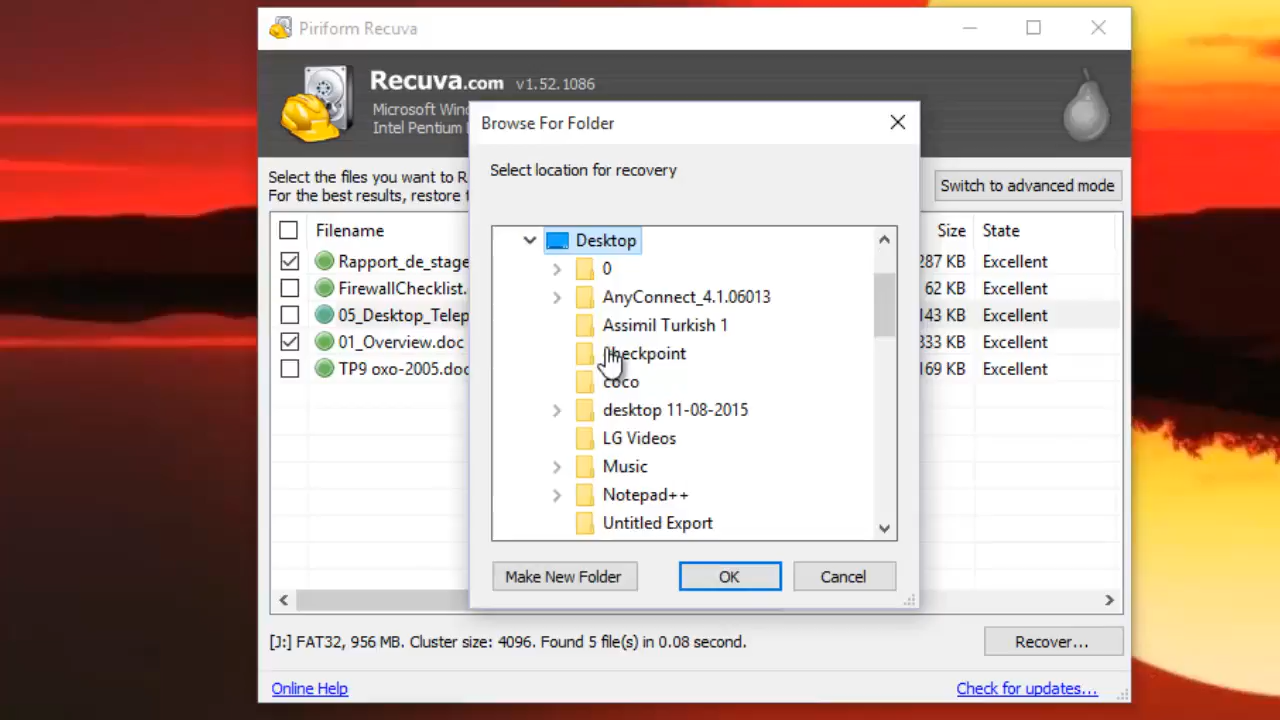 Piriform Recuva
Recuva.com v1.52.1086
Microsoft Win
Intel Pentium
Select the files you want to R
For the best results, restore
Switch to advanced mode
Filename
Size
State
Rapport_de_stage
287 KB
Excellent
FirewallChecklist.
62 KB
Excellent
05_Desktop_Telep
143 KB
Excellent
01_Overview.doc
333 KB
Excellent
TP9 oxo-2005.doc
169 KB
Excellent
Browse For Folder
Select location for recovery
Desktop
0
AnyConnect_4.1.06013
Assimil Turkish 1
checkpoint
coco
desktop 11-08-2015
LG Videos
Music
Notepad++
Untitled Export
Make New Folder
OK
Cancel
[J:] FAT32, 956 MB. Cluster size: 4096. Found 5 file(s) in 0.08 second.
Recover...
Online Help
Check for updates...